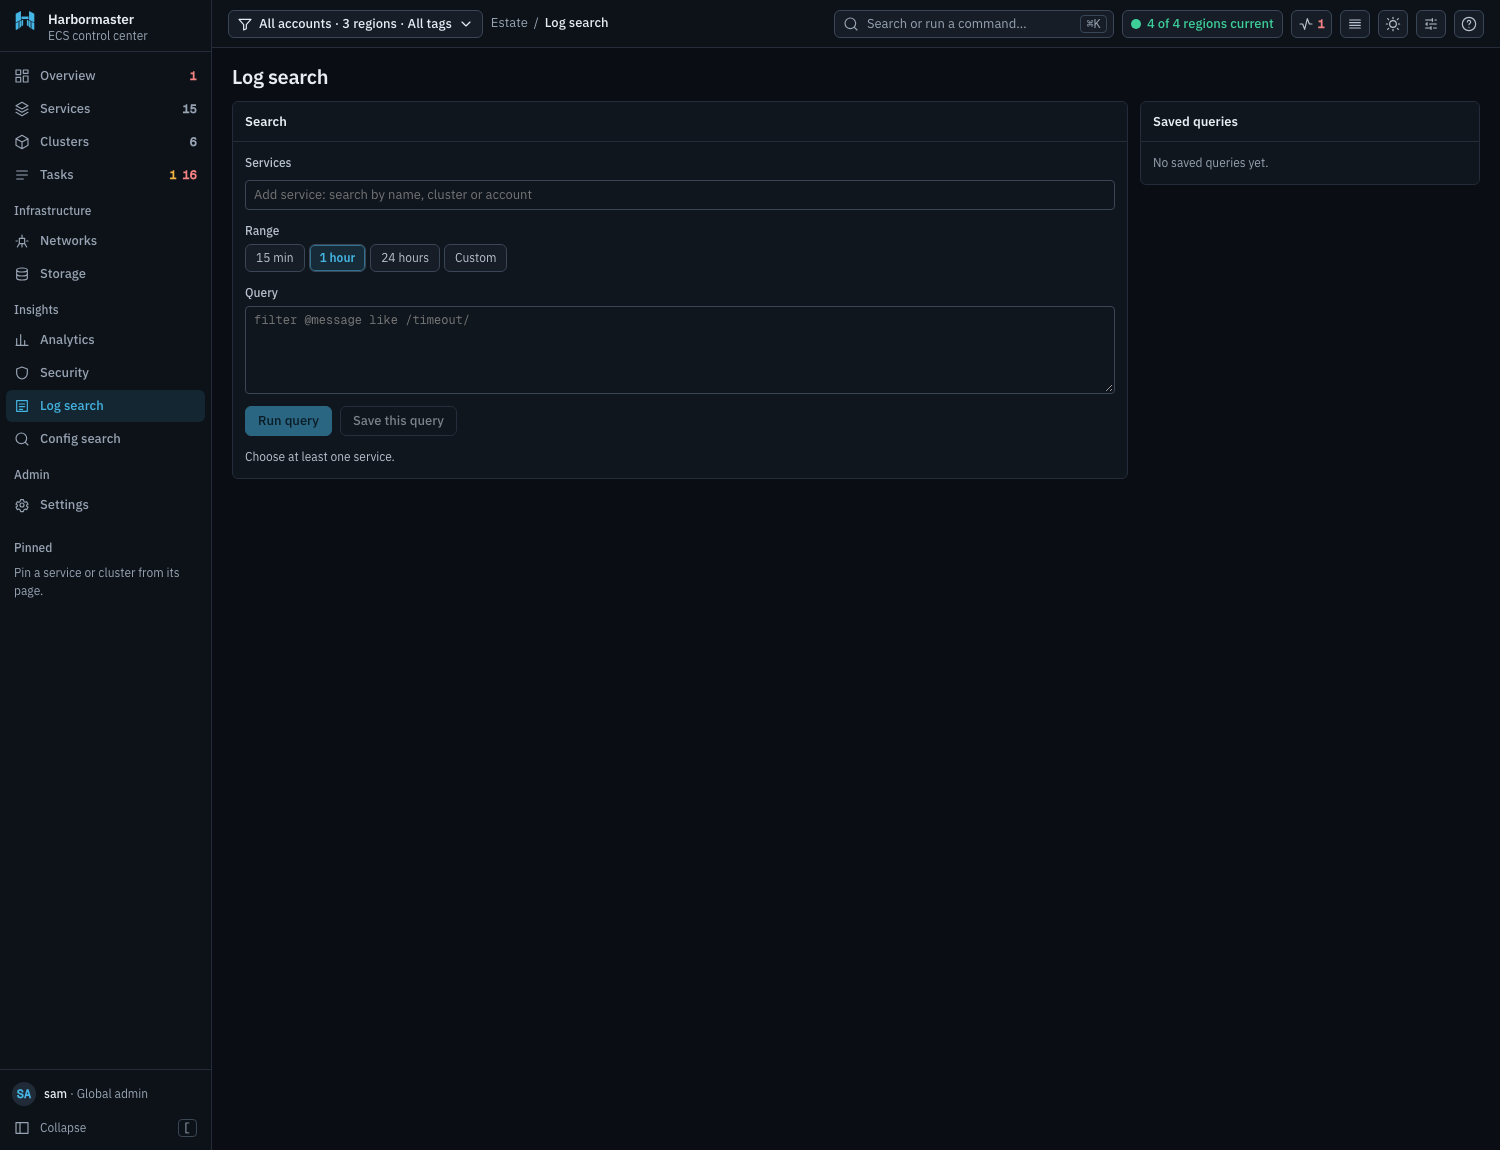 Harbormaster
ECS control center
All accounts · 3 regions · All tags
Estate / Log search
Search or run a command...
⌘K
4 of 4 regions current
1
Overview 1
Services 15
Clusters 6
Tasks 1 16
Infrastructure
Networks
Storage
Insights
Analytics
Security
Log search
Config search
Admin
Settings
Pinned
Pin a service or cluster from its
page.
sam · Global admin
SA
Collapse [
Log search
Search
Services
Add service: search by name, cluster or account
Range
15 min 1 hour 24 hours Custom
Query
filter @message like /timeout/
Run query Save this query
Choose at least one service.
Saved queries
No saved queries yet.